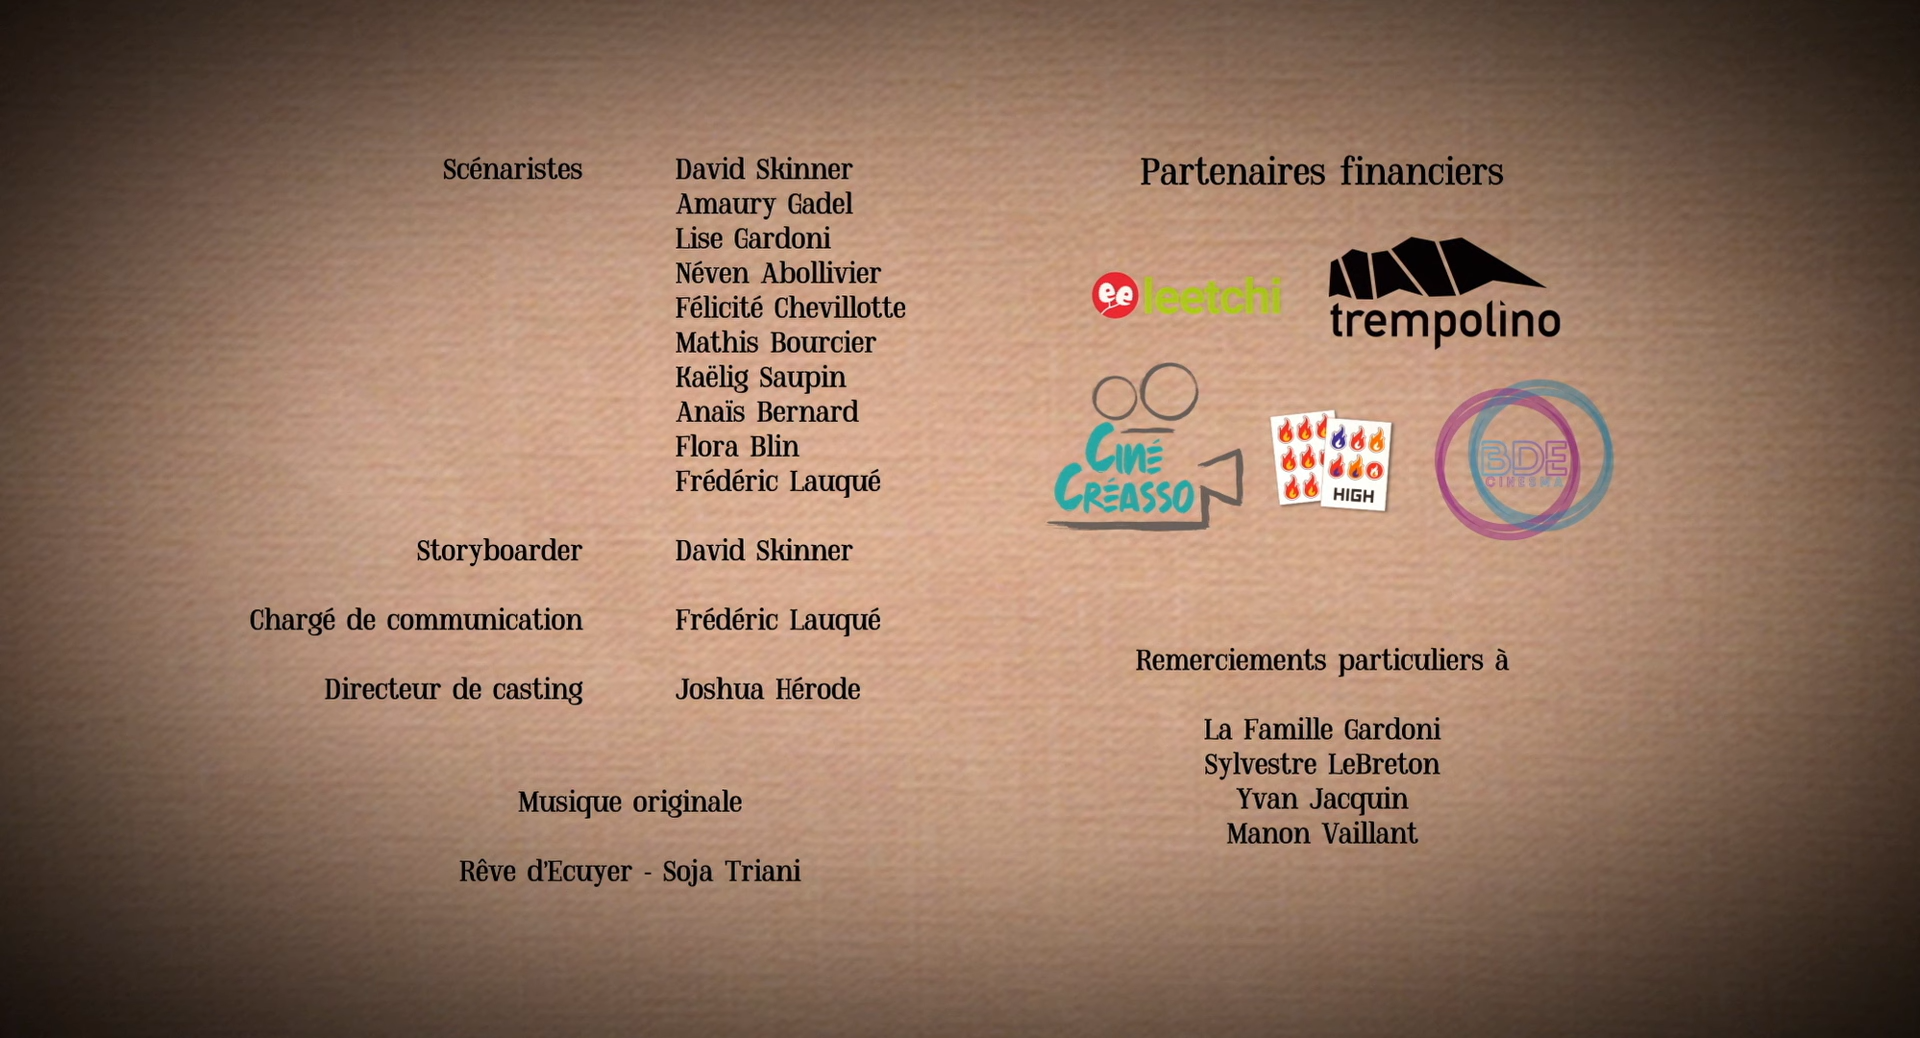 Scénaristes
David Skinner
Amaury Gadel
Lise Gardoni
Néven Abollivier
Félicité Chevillotte
Mathis Bourcier
Kaëlig Saupin
Anaïs Bernard
Flora Blin
Frédéric Lauqué
Storyboarder
David Skinner
Chargé de communication
Frédéric Lauqué
Directeur de casting
Joshua Hérode
Musique originale
Rêve d'Ecuyer - Soja Triani
Partenaires financiers
ee leetchi
trempolino
CINÉ
CRÉASSO
HIGH
BDE
CINESMA
Remerciements particuliers à
La Famille Gardoni
Sylvestre LeBreton
Yvan Jacquin
Manon Vaillant